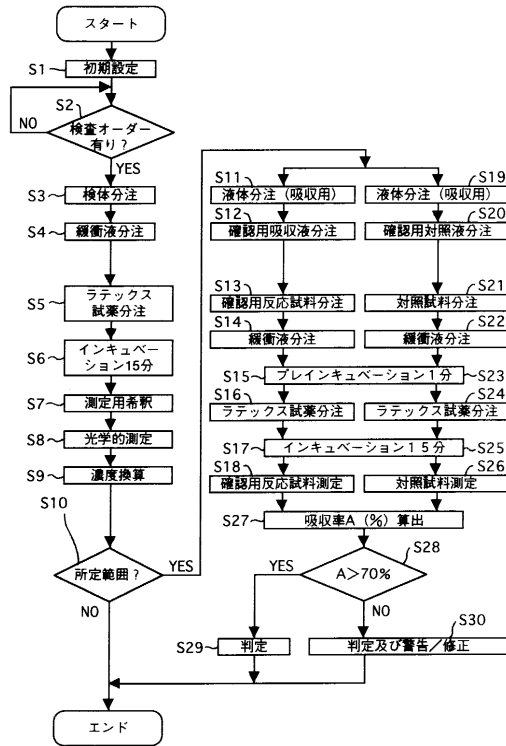 スタート
S1 初期設定
S2
検査オーダー
有り?
NO
YES
S3 検体分注
S4 緩衝液分注
S5 ラテックス
試薬分注
S6 インキュベー
ション15分
S7 測定用希釈
S8 光学的測定
S9 濃度換算
S10
所定範囲?
YES
NO
エンド
S11
液体分注(吸収用)
S12
確認用吸収液分注
S13
確認用反応試料分注
S14
緩衝液分注
S19
液体分注(吸収用)
S20
確認用対照液分注
S21
対照試料分注
S22
緩衝液分注
S15 プレインキュベーション1分 S23
S16
ラテックス試薬分注
S24
ラテックス試薬分注
S17 インキュベーション15分 S25
S18
確認用反応試料測定
S26
対照試料測定
S27 吸収率A(%)算出
S28
A>70%
YES
NO
S29 判定
S30
判定及び警告/修正